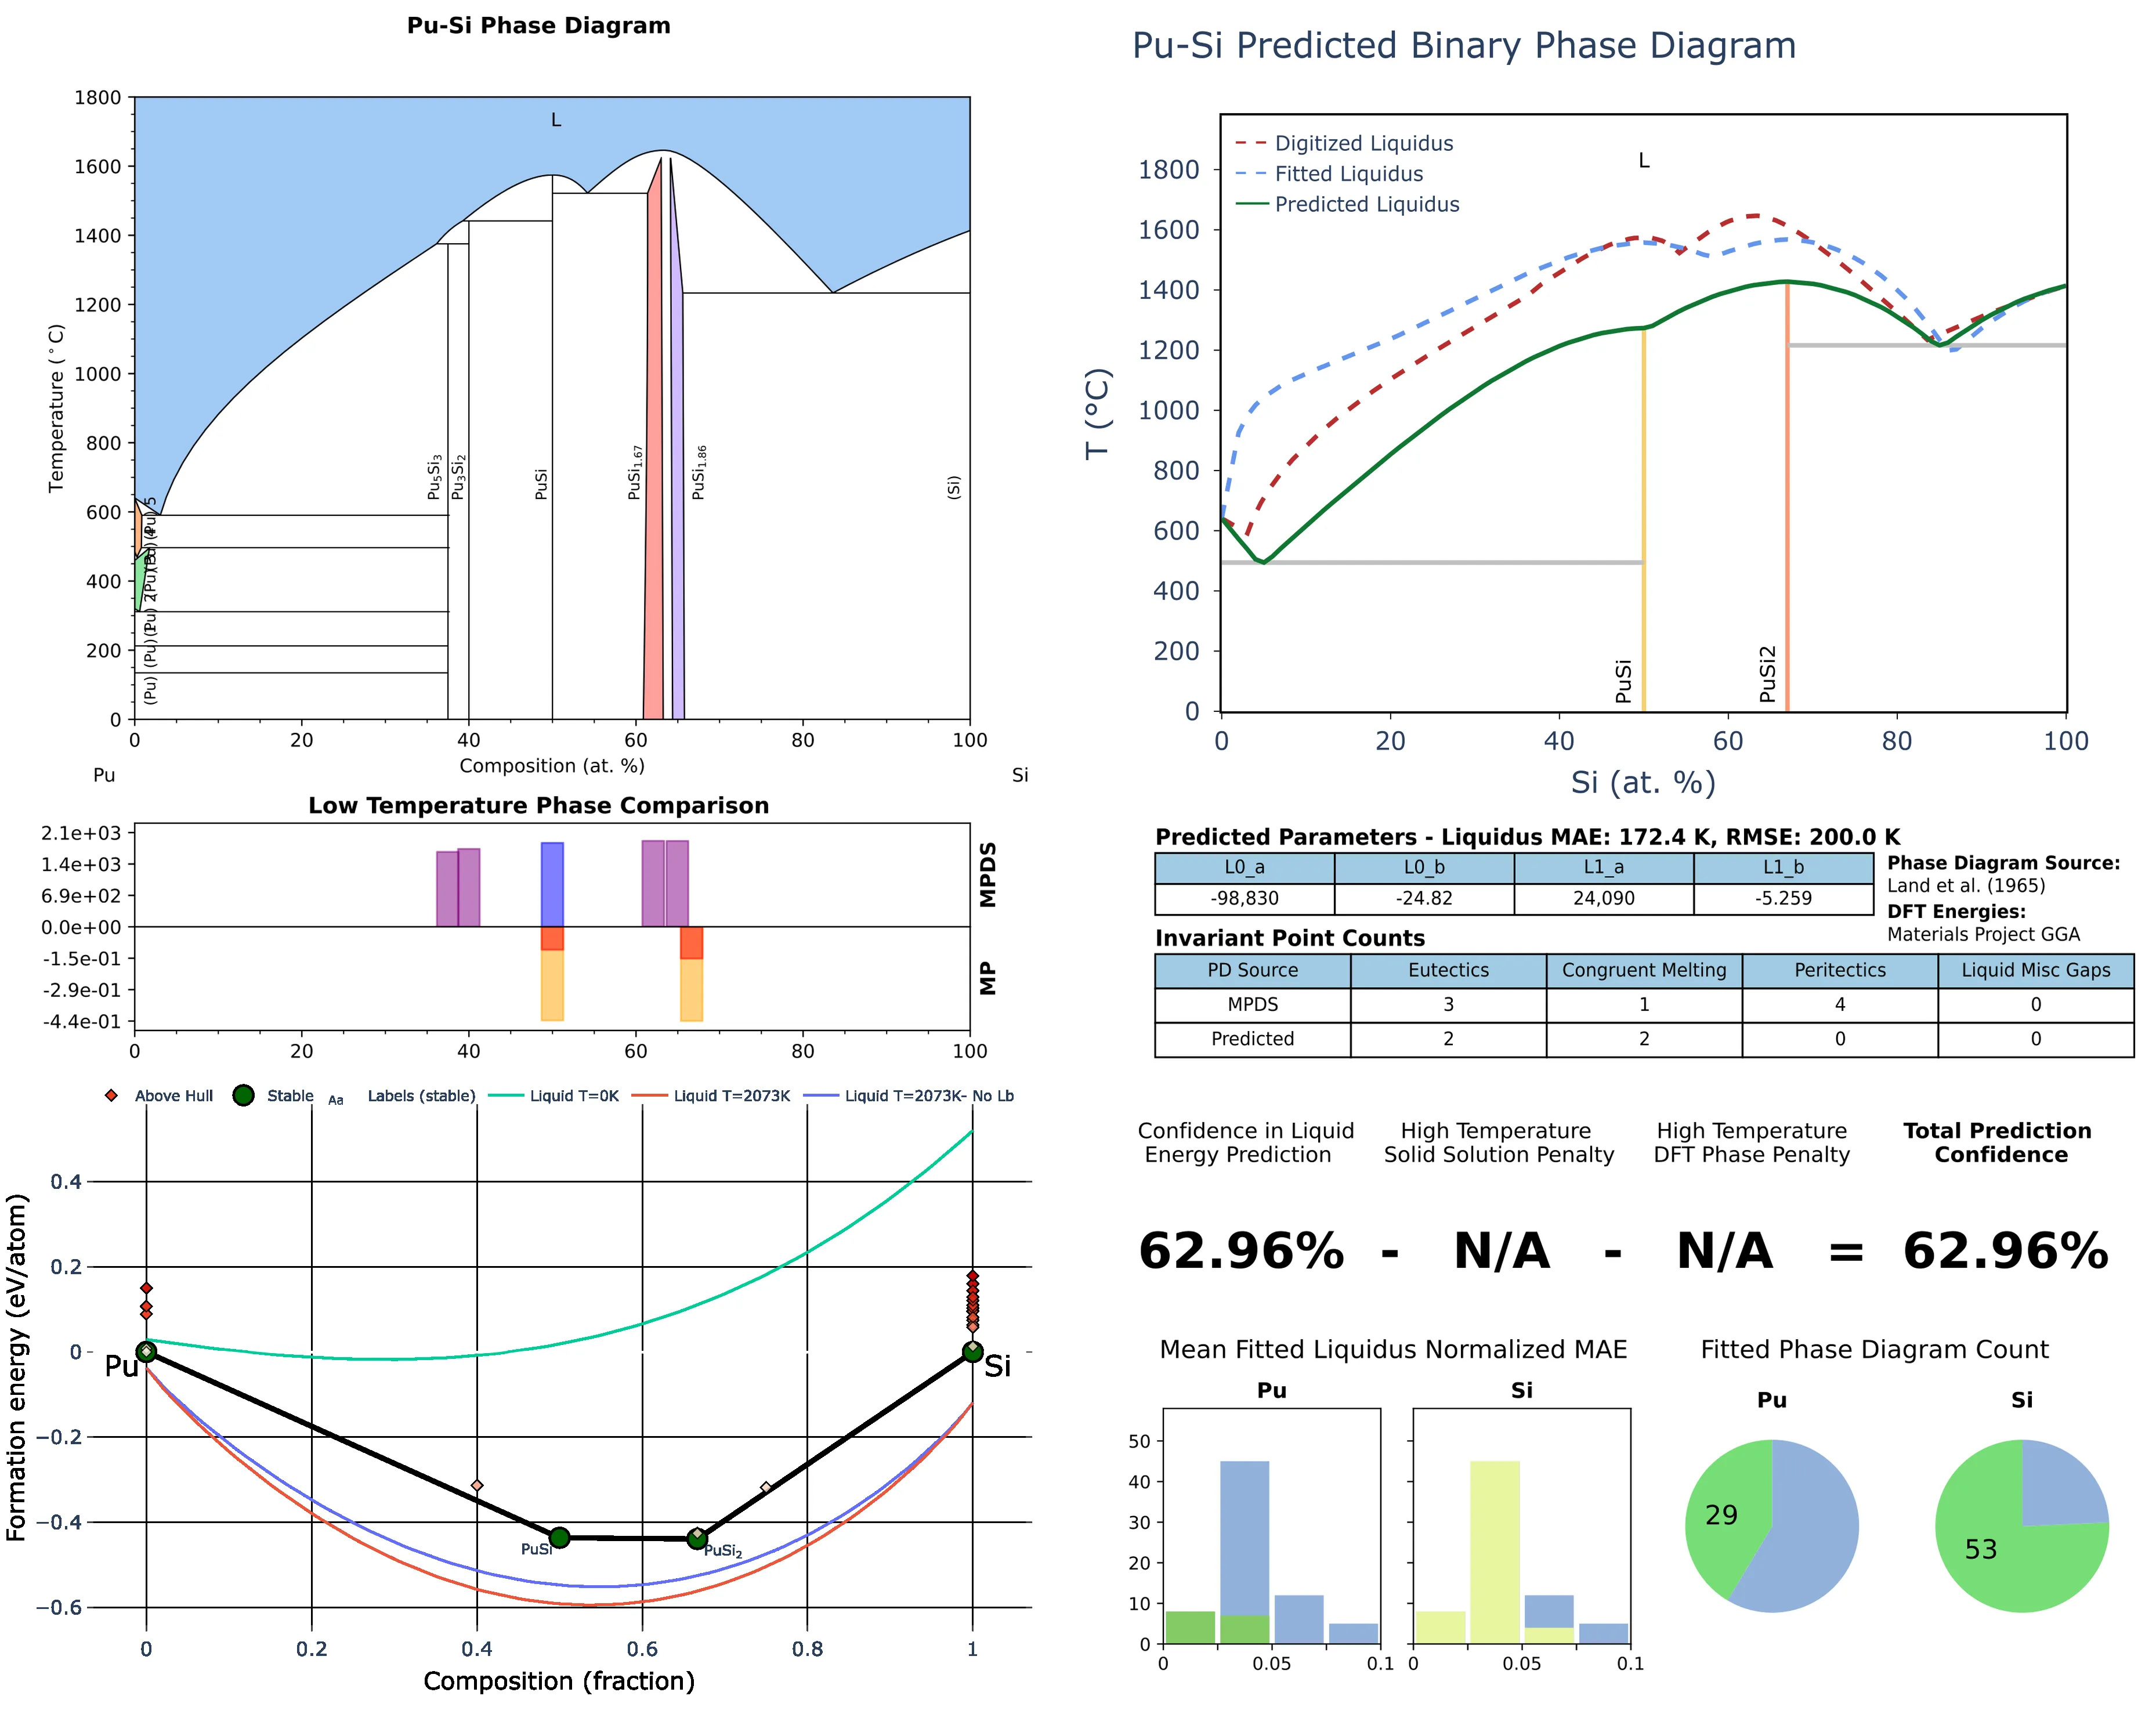 Pu-Si Phase Diagram
1800
1600
1400
1200
1000
800
600
400
200
0
Temperature (°C)
L
Pu5Si3
Pu3Si2
PuSi
PuSi1.67
PuSi1.86
(Si)
(Pu)
(Pu)
0
20
40
60
80
100
Composition (at. %)
Pu
Si
Low Temperature Phase Comparison
2.1e+03
1.4e+03
6.9e+02
0.0e+00
-1.5e-01
-2.9e-01
-4.4e-01
MPDS
MP
0
20
40
60
80
100
Above Hull
Stable
Aa
Labels (stable)
Liquid T=0K
Liquid T=2073K
Liquid T=2073K- No Lb
0.4
0.2
0
−0.2
−0.4
−0.6
Formation energy (eV/atom)
Pu
Si
PuSi
PuSi2
0
0.2
0.4
0.6
0.8
1
Composition (fraction)
Pu-Si Predicted Binary Phase Diagram
Digitized Liquidus
Fitted Liquidus
Predicted Liquidus
L
1800
1600
1400
1200
1000
800
600
400
200
0
T (°C)
PuSi
PuSi2
0
20
40
60
80
100
Si (at. %)
Predicted Parameters - Liquidus MAE: 172.4 K, RMSE: 200.0 K
L0_a L0_b L1_a L1_b
-98,830 -24.82 24,090 -5.259
Phase Diagram Source:
Land et al. (1965)
DFT Energies:
Materials Project GGA
Invariant Point Counts
PD Source Eutectics Congruent Melting Peritectics Liquid Misc Gaps
MPDS 3 1 4 0
Predicted 2 2 0 0
Confidence in Liquid
Energy Prediction
High Temperature
Solid Solution Penalty
High Temperature
DFT Phase Penalty
Total Prediction
Confidence
62.96% - N/A - N/A = 62.96%
Mean Fitted Liquidus Normalized MAE
Pu
Si
50
40
30
20
10
0
0
0.05
0.1
0
0.05
0.1
Fitted Phase Diagram Count
Pu
Si
29
53